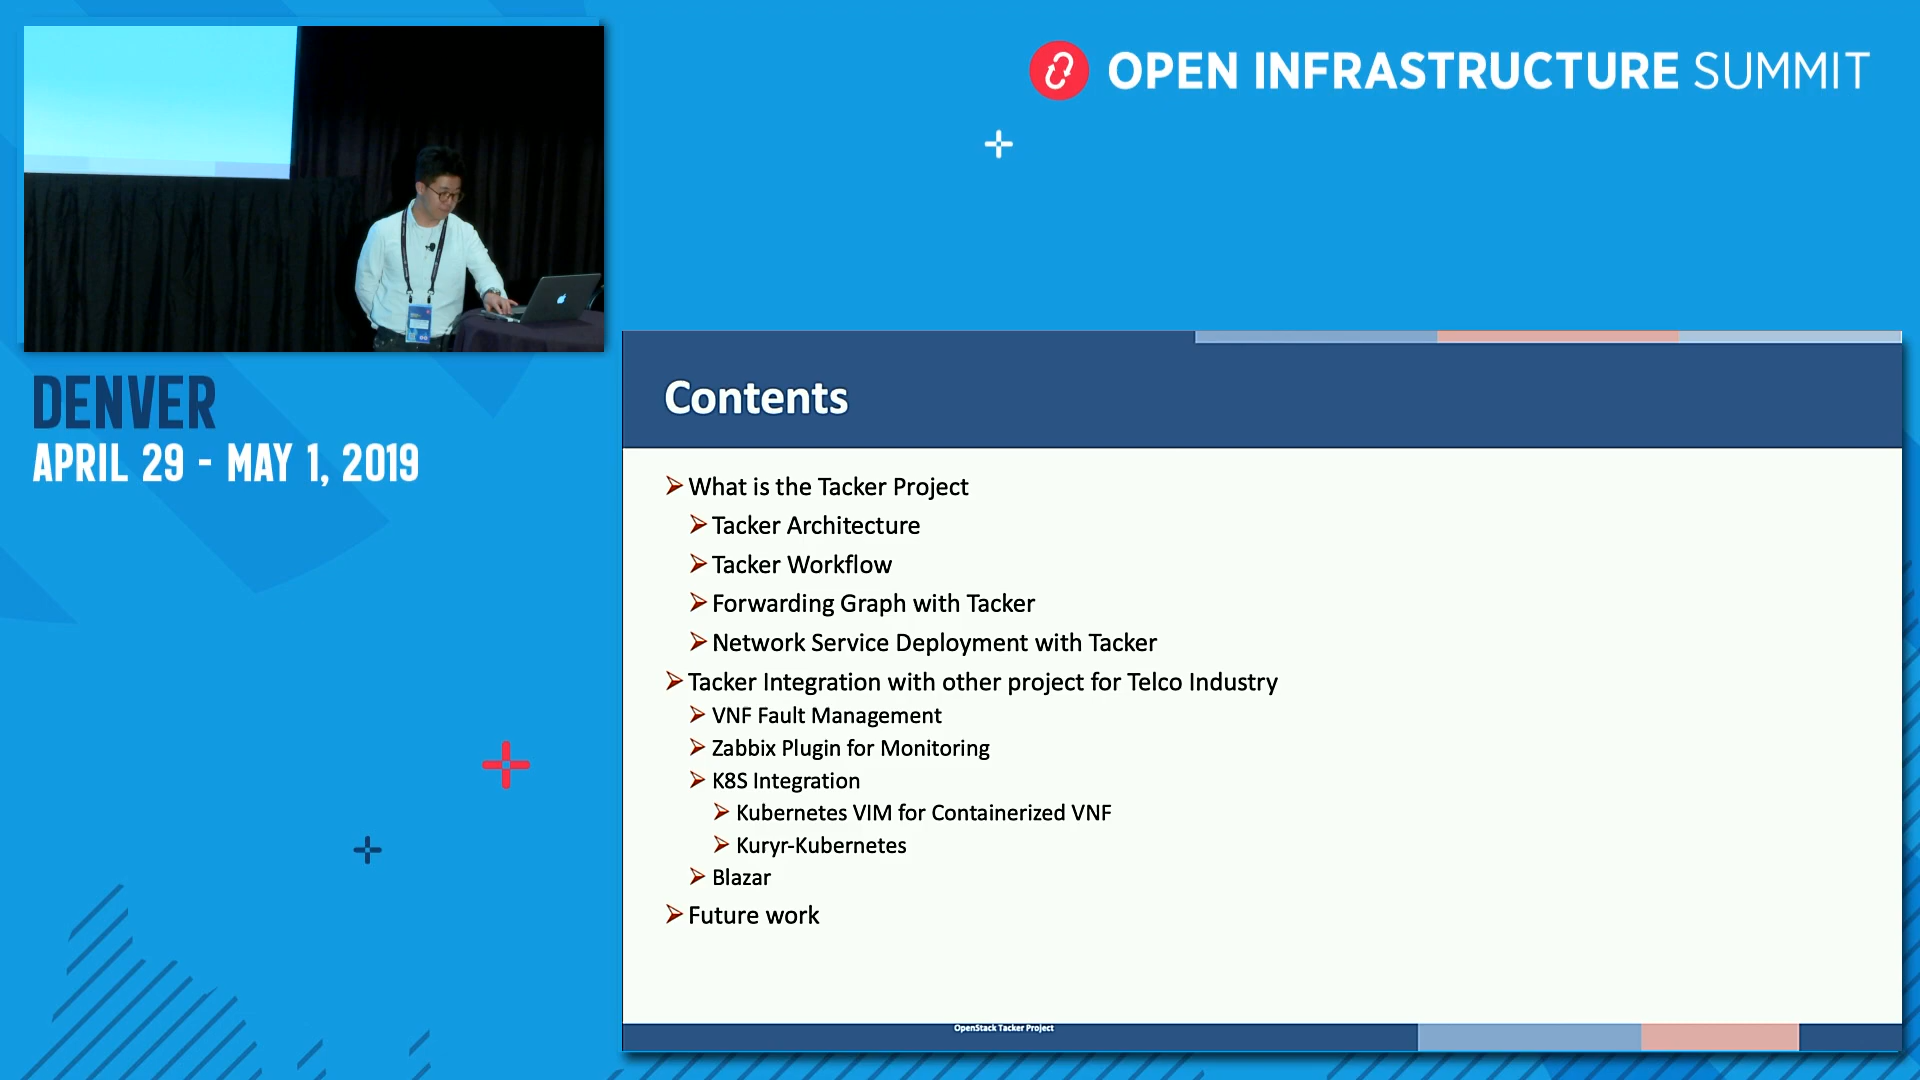 OPEN INFRASTRUCTURE SUMMIT
DENVER
APRIL 29 - MAY 1, 2019
Contents
What is the Tacker Project
Tacker Architecture
Tacker Workflow
Forwarding Graph with Tacker
Network Service Deployment with Tacker
Tacker Integration with other project for Telco Industry
VNF Fault Management
Zabbix Plugin for Monitoring
K8S Integration
Kubernetes VIM for Containerized VNF
Kuryr-Kubernetes
Blazar
Future work
OpenStack Tacker Project